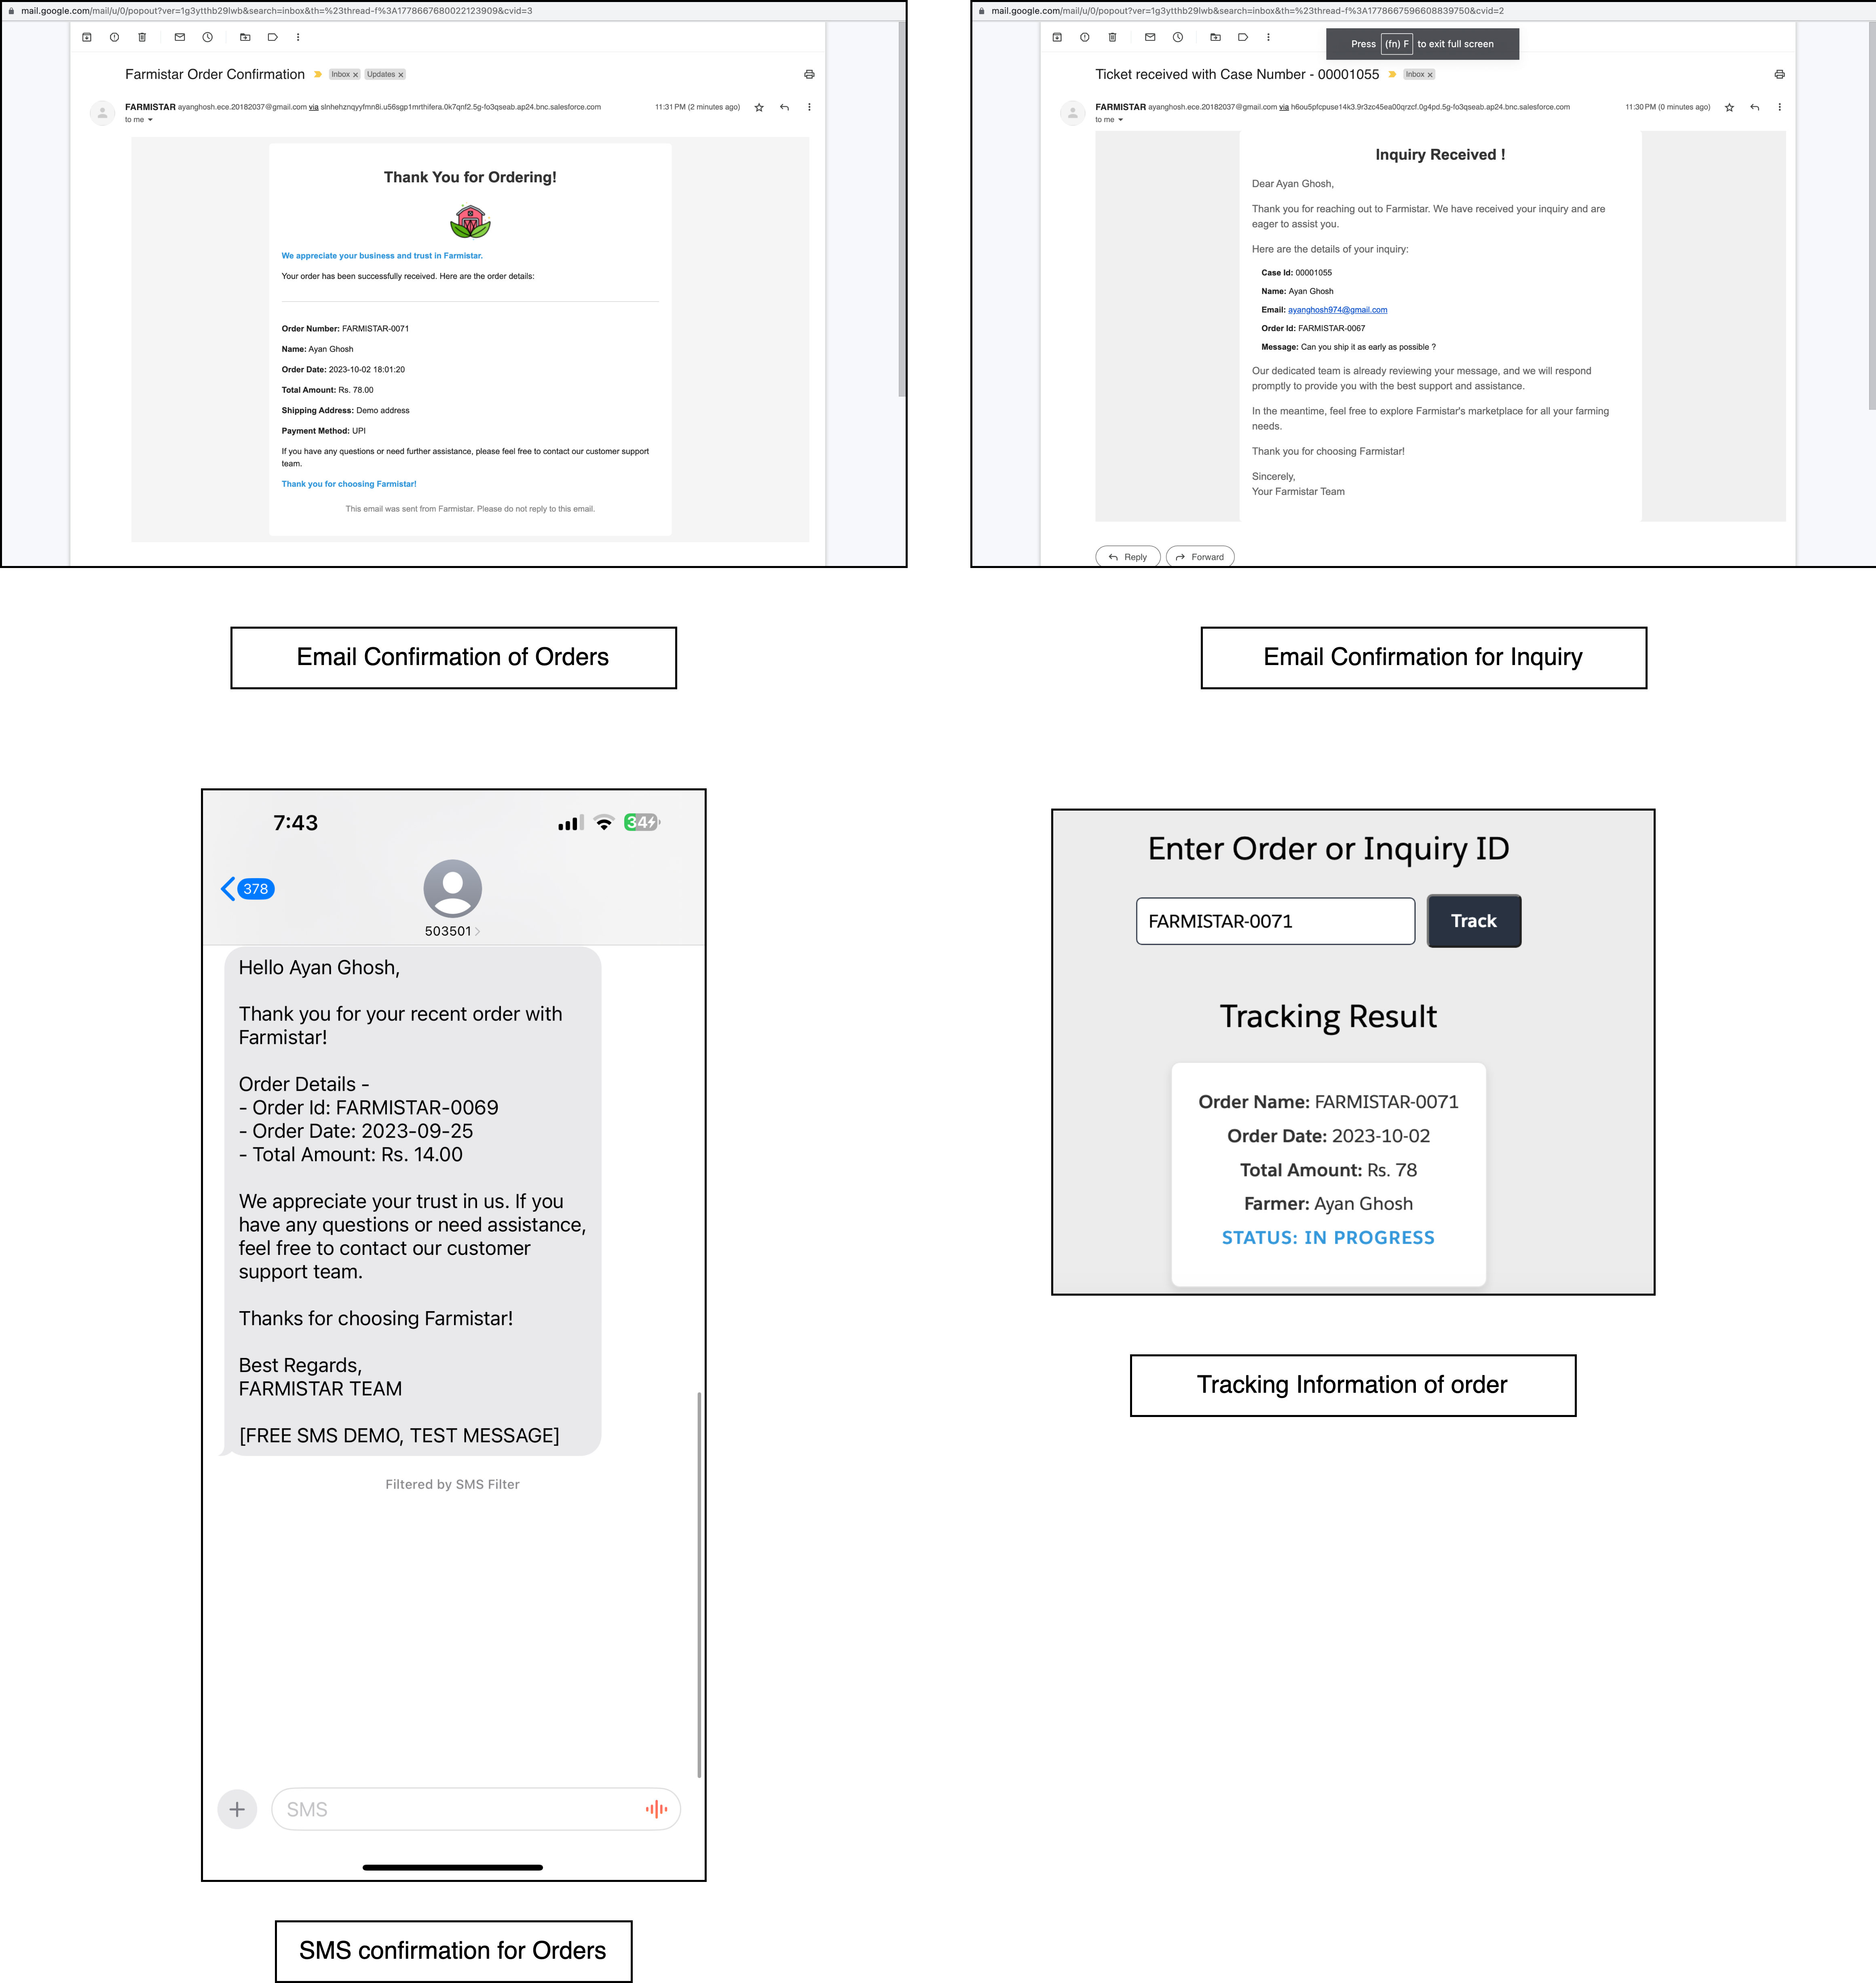 mail.google.com/mail/u/0/popout?ver=1g3ytthb29lwb&search=inbox&th=%23thread-f%3A1778667680022123909&cvid=3
Farmistar Order Confirmation
Inbox x Updates x
FARMISTAR ayanghosh.ece.20182037@gmail.com via slnhehznqyyfmn8i.u56sgp1mrthifera.0k7qnf2.5g-fo3qseab.ap24.bnc.salesforce.com
11:31 PM (2 minutes ago)
to me
Thank You for Ordering!
We appreciate your business and trust in Farmistar.
Your order has been successfully received. Here are the order details:
Order Number: FARMISTAR-0071
Name: Ayan Ghosh
Order Date: 2023-10-02 18:01:20
Total Amount: Rs. 78.00
Shipping Address: Demo address
Payment Method: UPI
If you have any questions or need further assistance, please feel free to contact our customer support
team.
Thank you for choosing Farmistar!
This email was sent from Farmistar. Please do not reply to this email.
Email Confirmation of Orders
mail.google.com/mail/u/0/popout?ver=1g3ytthb29lwb&search=inbox&th=%23thread-f%3A1778667596608839750&cvid=2
Press (fn) F to exit full screen
Ticket received with Case Number - 00001055
Inbox x
FARMISTAR ayanghosh.ece.20182037@gmail.com via h6ou5pfcpuse14k3.9r3zc45ea00qrzcf.0g4pd.5g-fo3qseab.ap24.bnc.salesforce.com
11:30 PM (0 minutes ago)
to me
Inquiry Received !
Dear Ayan Ghosh,
Thank you for reaching out to Farmistar. We have received your inquiry and are
eager to assist you.
Here are the details of your inquiry:
Case Id: 00001055
Name: Ayan Ghosh
Email: ayanghosh974@gmail.com
Order Id: FARMISTAR-0067
Message: Can you ship it as early as possible ?
Our dedicated team is already reviewing your message, and we will respond
promptly to provide you with the best support and assistance.
In the meantime, feel free to explore Farmistar's marketplace for all your farming
needs.
Thank you for choosing Farmistar!
Sincerely,
Your Farmistar Team
Reply
Forward
Email Confirmation for Inquiry
7:43
34
378
503501
Hello Ayan Ghosh,
Thank you for your recent order with
Farmistar!
Order Details -
- Order Id: FARMISTAR-0069
- Order Date: 2023-09-25
- Total Amount: Rs. 14.00
We appreciate your trust in us. If you
have any questions or need assistance,
feel free to contact our customer
support team.
Thanks for choosing Farmistar!
Best Regards,
FARMISTAR TEAM
[FREE SMS DEMO, TEST MESSAGE]
Filtered by SMS Filter
SMS
SMS confirmation for Orders
Enter Order or Inquiry ID
FARMISTAR-0071
Track
Tracking Result
Order Name: FARMISTAR-0071
Order Date: 2023-10-02
Total Amount: Rs. 78
Farmer: Ayan Ghosh
STATUS: IN PROGRESS
Tracking Information of order